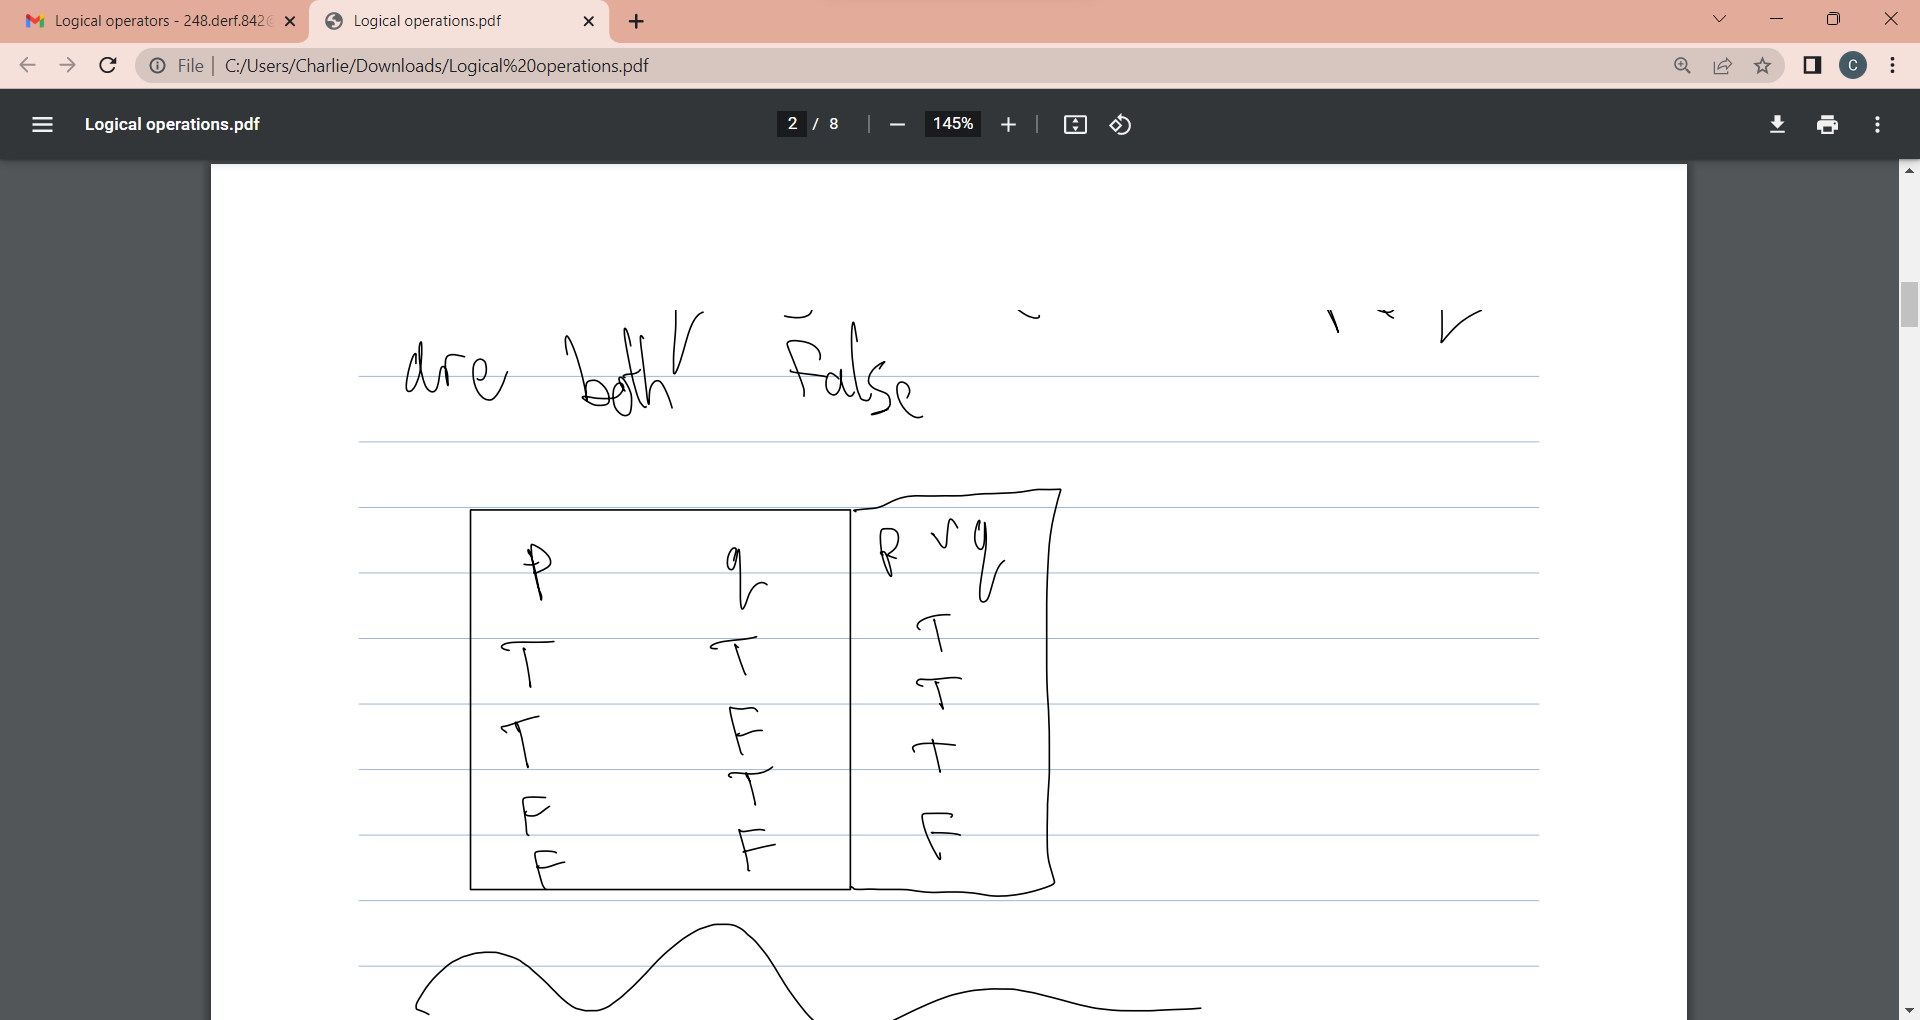 Logical operators - 248.derf.842
Logical operations.pdf
File | C:/Users/Charlie/Downloads/Logical%20operations.pdf
C
Logical operations.pdf
2 / 8
145%
are both False
p q p ∨ q
T T T
T F T
F T T
F F F